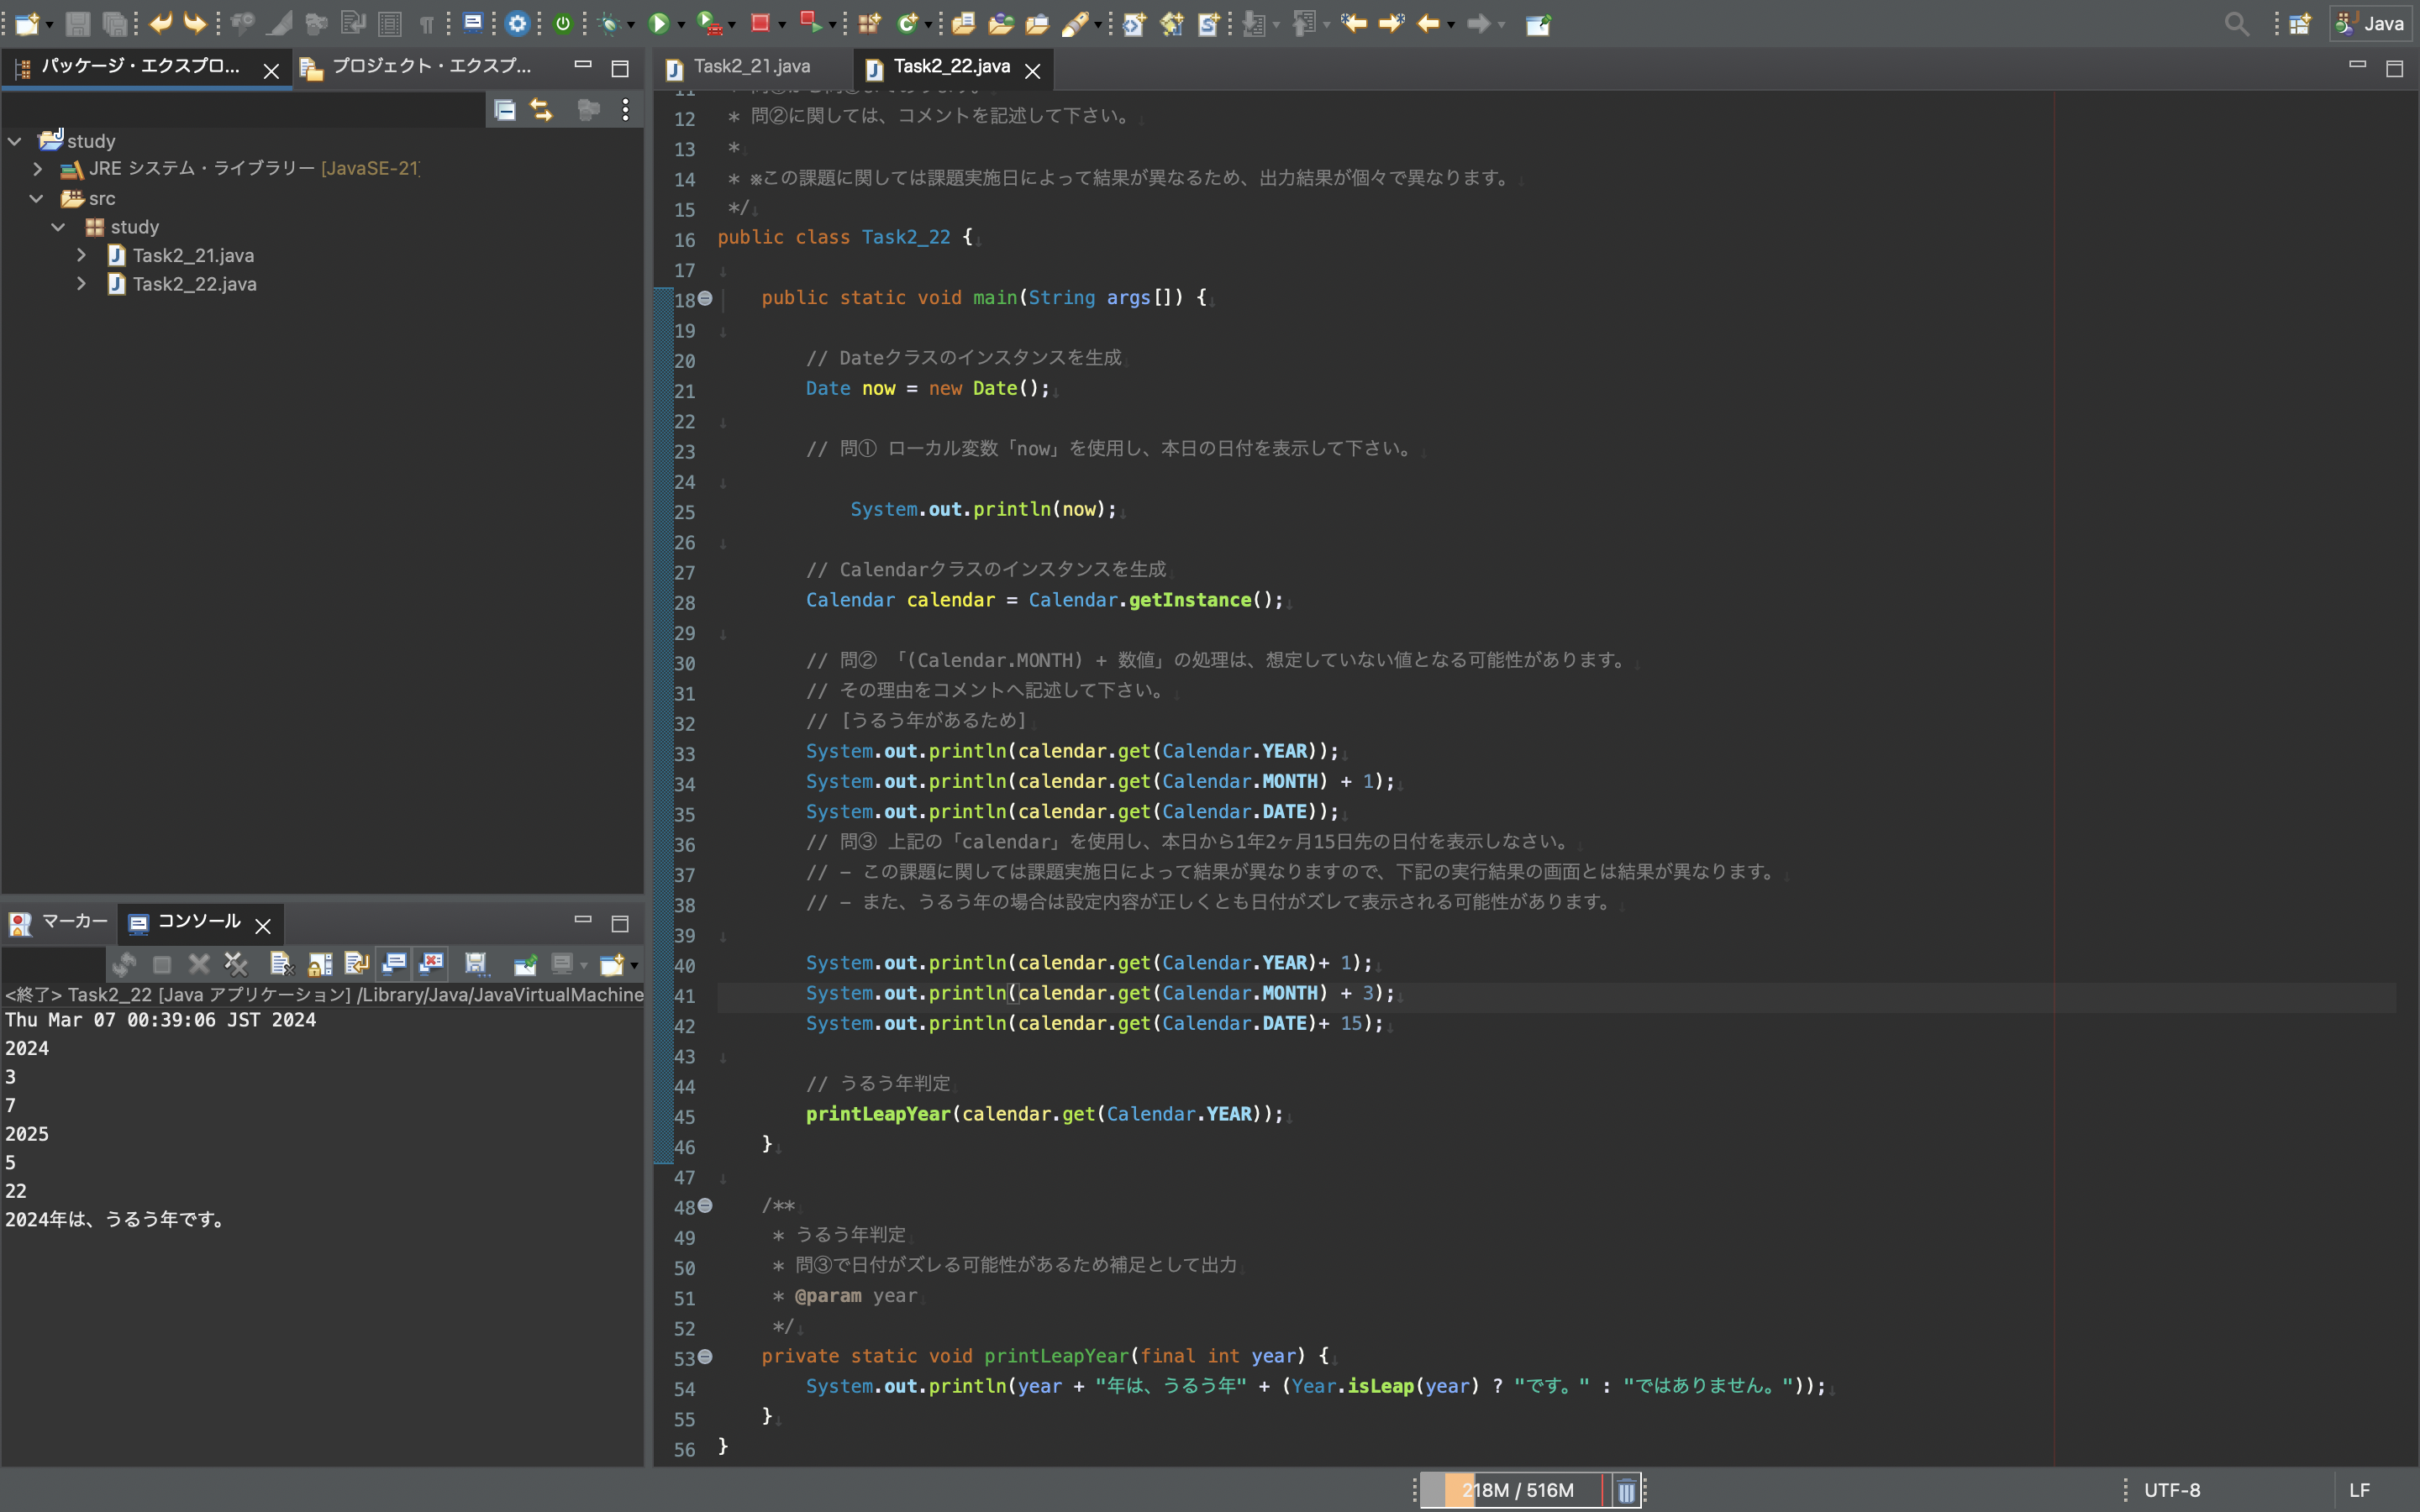 Java
パッケージ・エクスプロ...
プロジェクト・エクスプ...
study
JRE システム・ライブラリー [JavaSE-21]
src
study
Task2_21.java
Task2_22.java
マーカー
コンソール
<終了> Task2_22 [Java アプリケーション] /Library/Java/JavaVirtualMachine
Thu Mar 07 00:39:06 JST 2024
2024
3
7
2025
5
22
2024年は、うるう年です。
Task2_21.java
Task2_22.java
11
12 * 問②に関しては、コメントを記述して下さい。
13 *
14 * ※この課題に関しては課題実施日によって結果が異なるため、出力結果が個々で異なります。
15 */
16 public class Task2_22 {
17
18 public static void main(String args[]) {
19
20 // Dateクラスのインスタンスを生成
21 Date now = new Date();
22
23 // 問① ローカル変数「now」を使用し、本日の日付を表示して下さい。
24
25 System.out.println(now);
26
27 // Calendarクラスのインスタンスを生成
28 Calendar calendar = Calendar.getInstance();
29
30 // 問② 「(Calendar.MONTH) + 数値」の処理は、想定していない値となる可能性があります。
31 // その理由をコメントへ記述して下さい。
32 // [うるう年があるため]
33 System.out.println(calendar.get(Calendar.YEAR));
34 System.out.println(calendar.get(Calendar.MONTH) + 1);
35 System.out.println(calendar.get(Calendar.DATE));
36 // 問③ 上記の「calendar」を使用し、本日から1年2ヶ月15日先の日付を表示しなさい。
37 // - この課題に関しては課題実施日によって結果が異なりますので、下記の実行結果の画面とは結果が異なります。
38 // - また、うるう年の場合は設定内容が正しくとも日付がズレて表示される可能性があります。
39
40 System.out.println(calendar.get(Calendar.YEAR)+ 1);
41 System.out.println(calendar.get(Calendar.MONTH) + 3);
42 System.out.println(calendar.get(Calendar.DATE)+ 15);
43
44 // うるう年判定
45 printLeapYear(calendar.get(Calendar.YEAR));
46 }
47
48 /**
49 * うるう年判定
50 * 問③で日付がズレる可能性があるため補足として出力
51 * @param year
52 */
53 private static void printLeapYear(final int year) {
54 System.out.println(year + "年は、うるう年" + (Year.isLeap(year) ? "です。" : "ではありません。"));
55 }
56 }
218M / 516M
UTF-8
LF